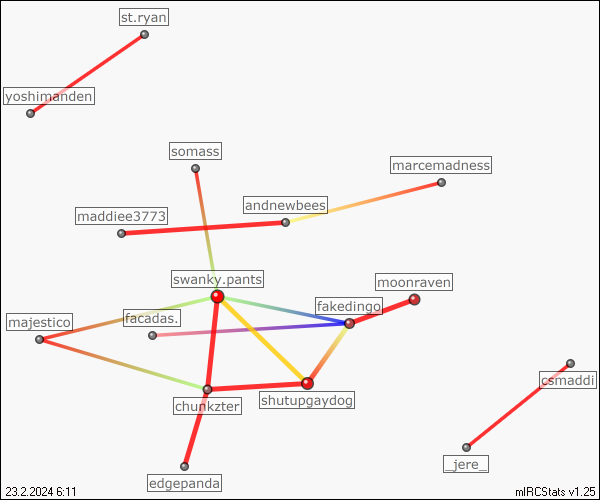 st.ryan
yoshimanden
somass
marcemadness
andnewbees
maddiee3773
swanky.pants
moonraven
fakedingo
facadas.
majestico
csmaddi
shutupgaydog
chunkzter
_jere_
edgepanda
23.2.2024 6:11
mIRCStats v1.25